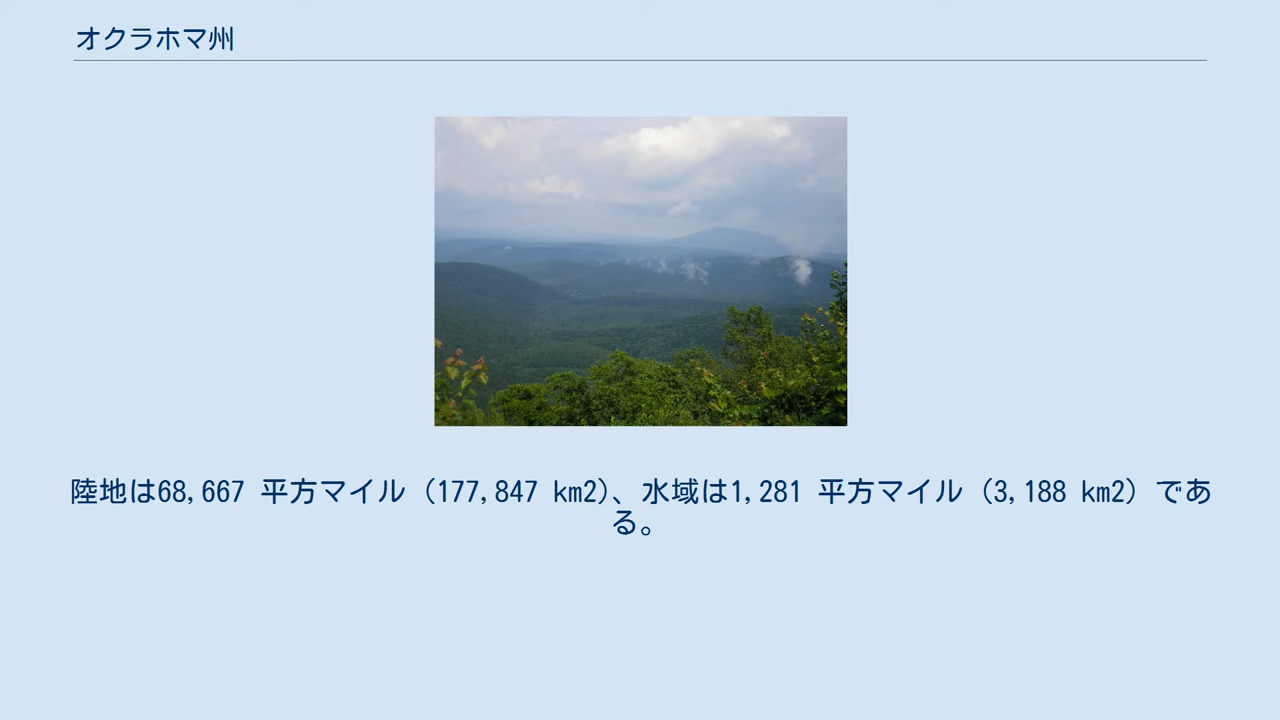 オクラホマ州
陸地は68,667 平方マイル（177,847 km2）、水域は1,281 平方マイル（3,188 km2）であ
る。